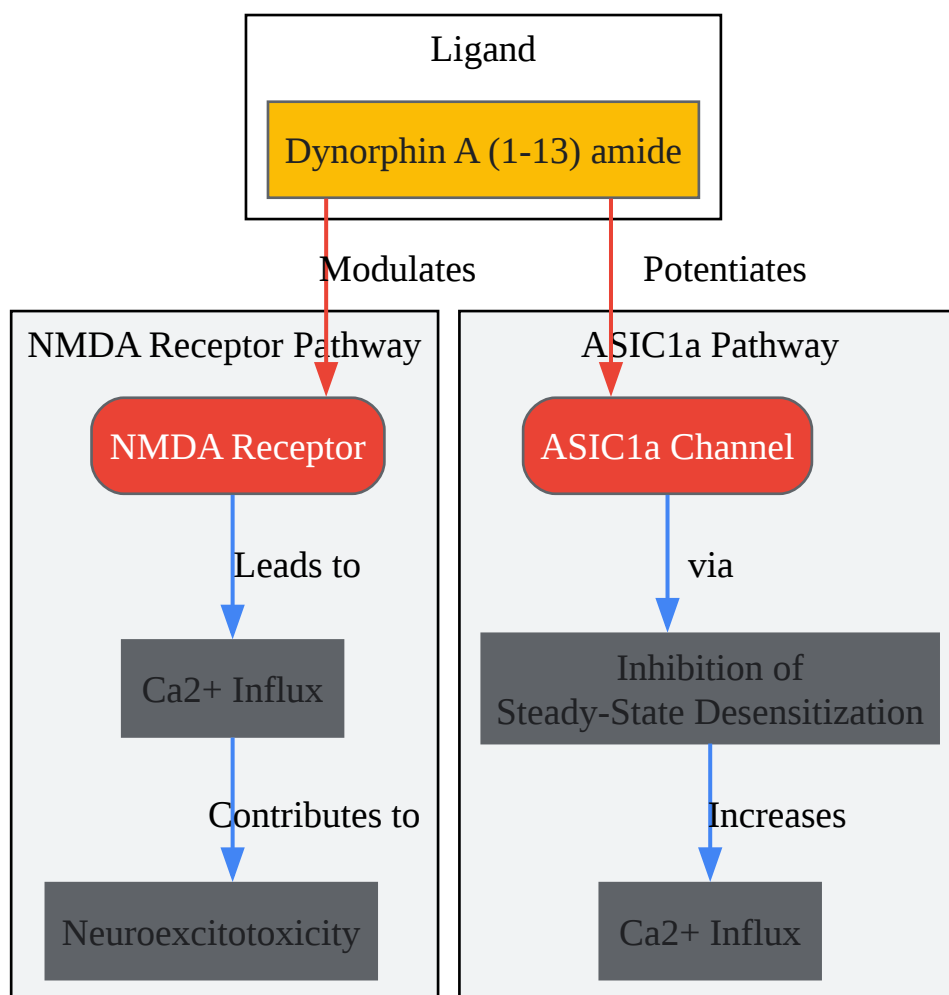 Ligand
Dynorphin A (1-13) amide
Modulates
Potentiates
NMDA Receptor Pathway
ASIC1a Pathway
NMDA Receptor
ASIC1a Channel
Leads to
via
Ca2+ Influx
Inhibition of
Steady-State Desensitization
Contributes to
Increases
Neuroexcitotoxicity
Ca2+ Influx